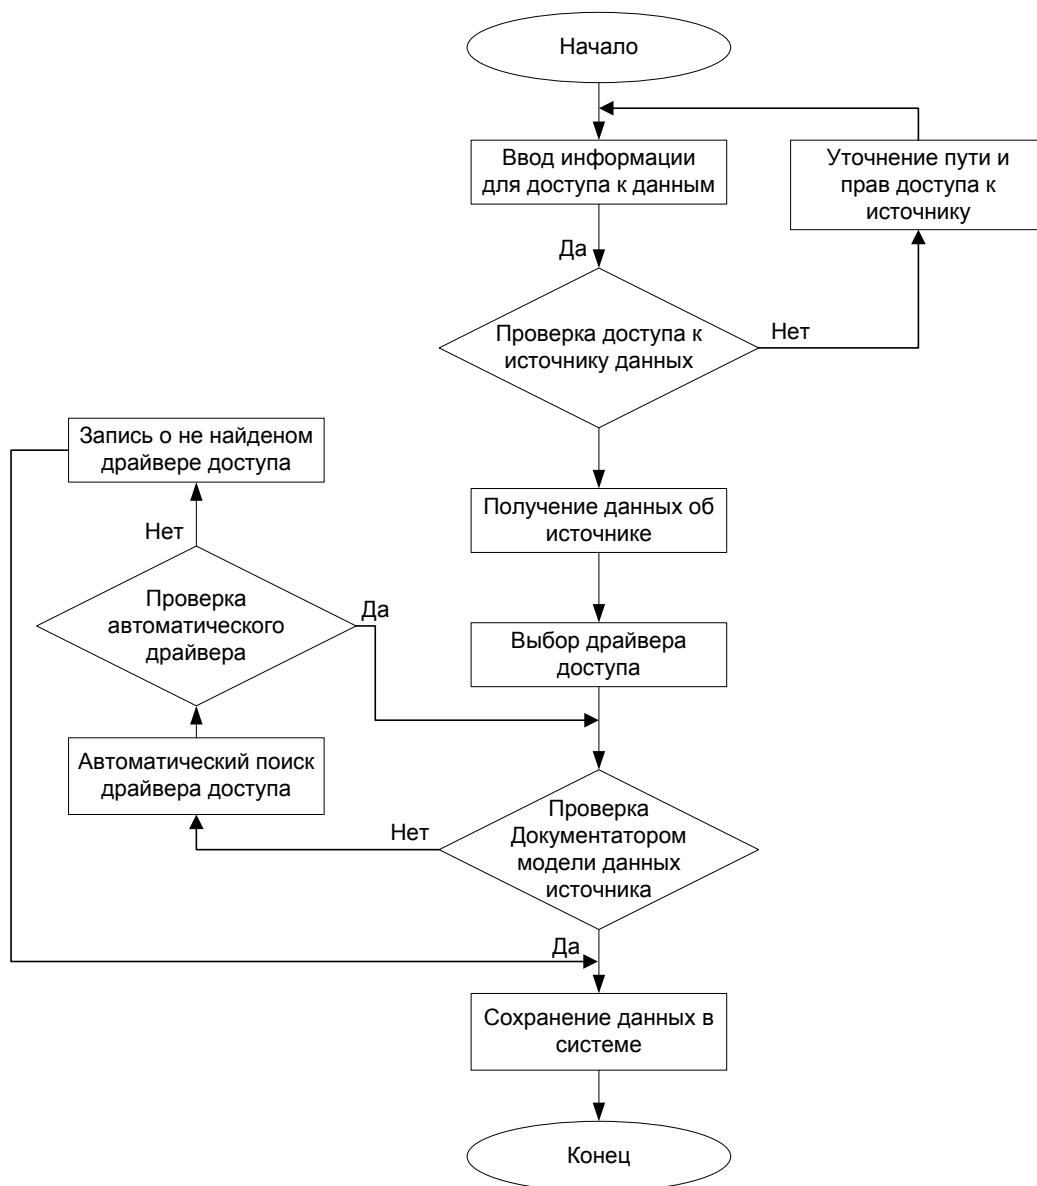 Начало
Ввод информации
для доступа к данным
Уточнение пути и
прав доступа к
источнику
Да
Проверка доступа к
источнику данных
Нет
Запись о не найденом
драйвере доступа
Нет
Получение данных об
источнике
Проверка
автоматического
драйвера
Да
Выбор драйвера
доступа
Автоматический поиск
драйвера доступа
Нет
Проверка
Документатором
модели данных
источника
Да
Сохранение данных в
системе
Конец